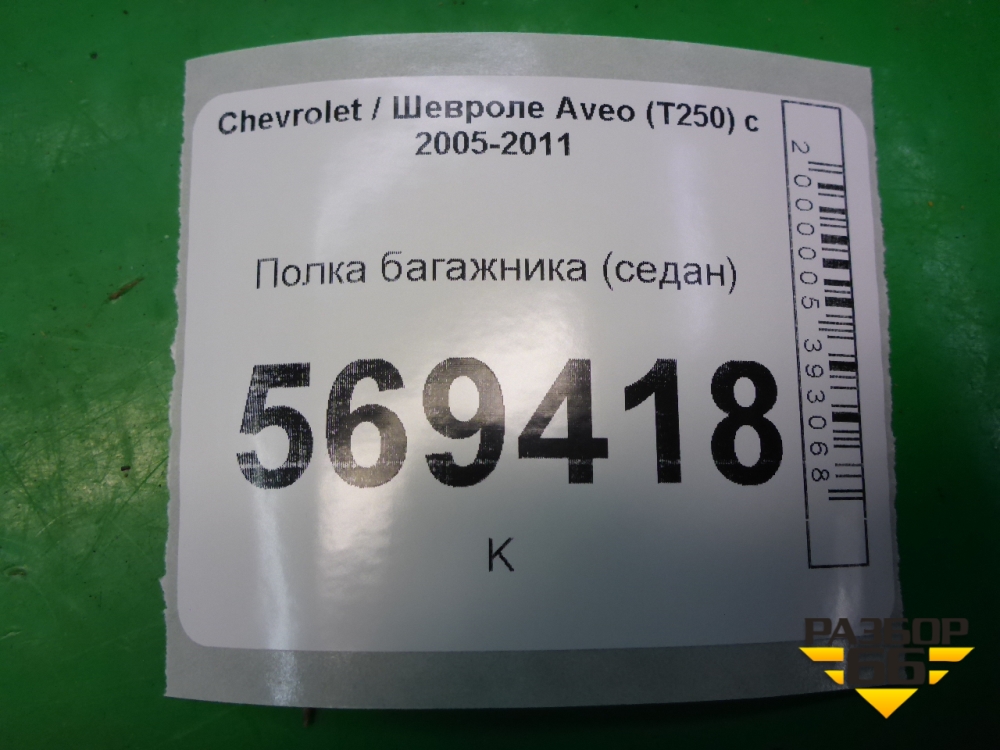 Chevrolet / Шевроле Aveo (T250) с
2005-2011
Полка багажника (седан)
569418
К
2000005393068
РАЗБОР
66